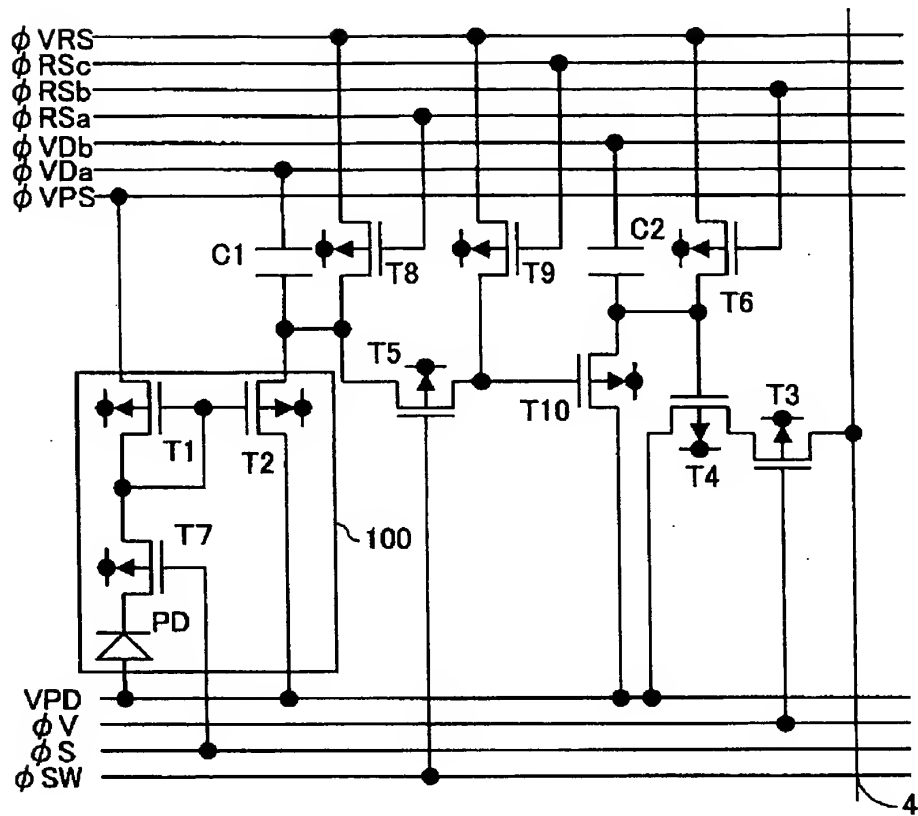 φ VRS
φ RSc
φ RSb
φ RSa
φ VDb
φ VDa
φ VPS
C1
T8
T9
C2
T6
T5
T10
T3
T4
T1
T2
T7
100
PD
VPD
φ V
φ S
φ SW
4